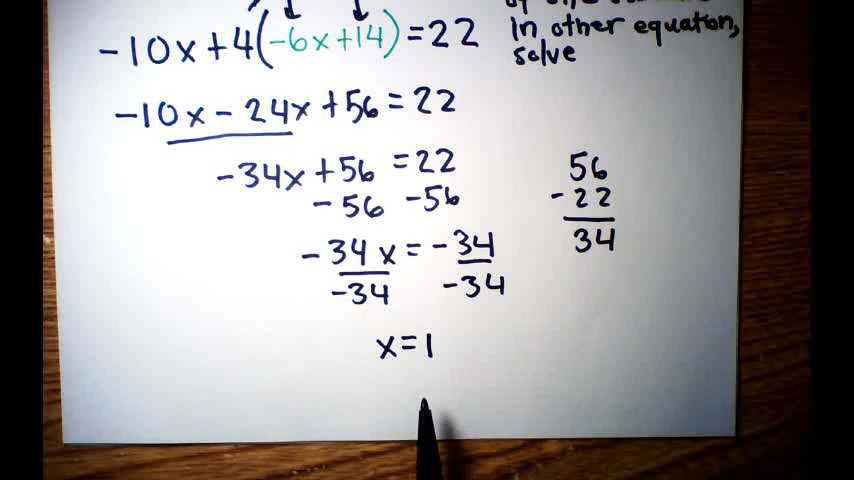 -10x+4(-6x+14)=22
in other equation,
solve
-10x-24x+56=22
-34x+56=22
-56 -56
56
-22
34
-34x=-34
-34 -34
x=1